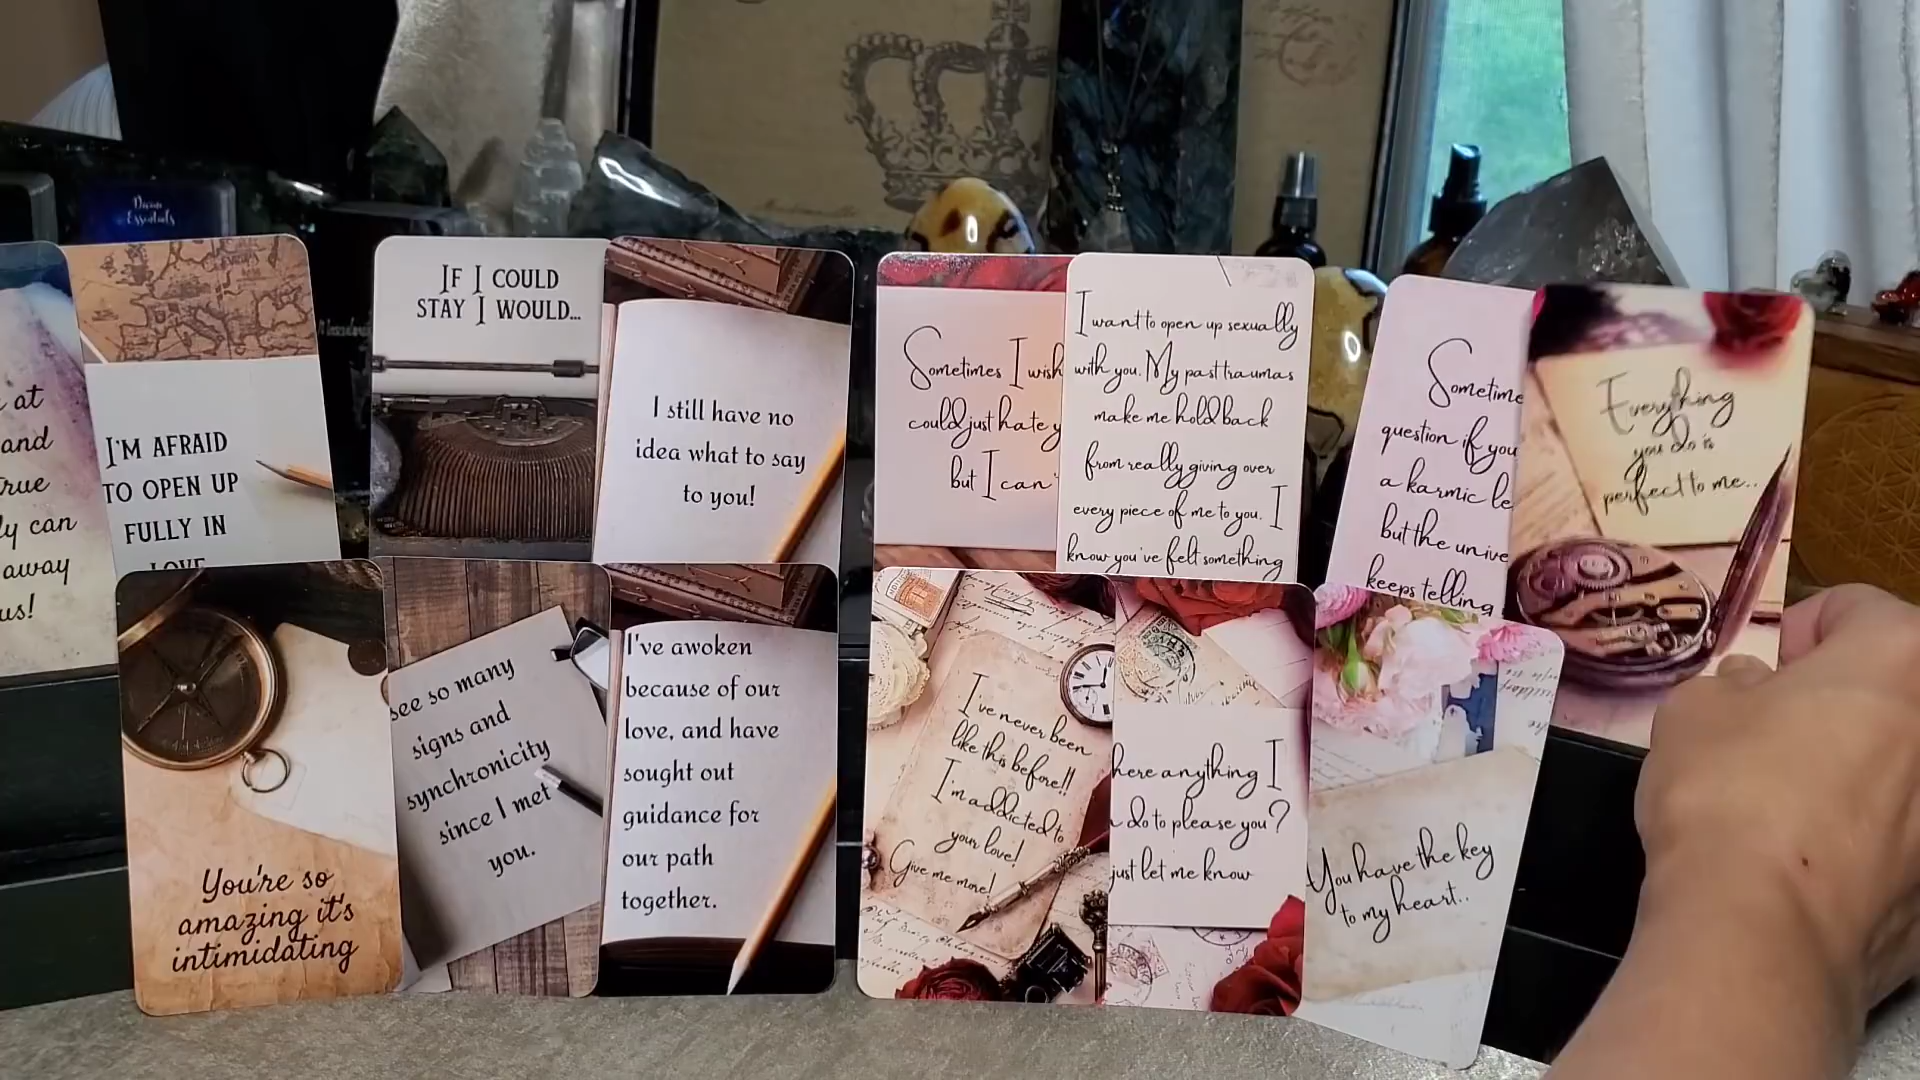 Divine
Essentials
at
and
true
can
away
us!
I'M AFRAID
TO OPEN UP
FULLY IN
LOVE
IF I COULD
STAY I WOULD...
I still have no
idea what to say
to you!
Sometimes I wish
could just hate y
but I can'
I want to open up sexually
with you. My past traumas
make me hold back
from really giving over
every piece of me to you. I
know you've felt something
Sometime
question if you
a karmic le
but the unive
keeps telling
Everything
you do is
perfect to me..
You're so
amazing it's
intimidating
see so many
signs and
synchronicity
since I met
you.
I've awoken
because of our
love, and have
sought out
guidance for
our path
together.
I've never been
like this before!!
I'm addicted to
your love!
Give me more!
here anything I
do to please you?
just let me know
You have the key
to my heart..